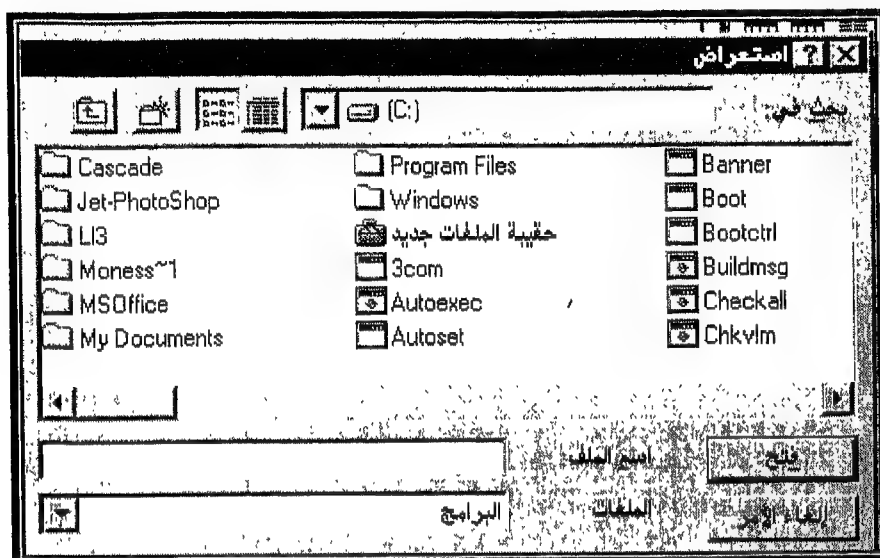 استعراض
بحث في
(C:)
Cascade
Jet-PhotoShop
LI3
Moness~1
MSOffice
My Documents
Program Files
Windows
حقيبة الملفات جديد
3com
Autoexec
Autoset
Banner
Boot
Bootctrl
Buildmsg
Checkall
Chkvlm
اسم الملف
فتح
الملفات
البرامج
إلغاء الأمر